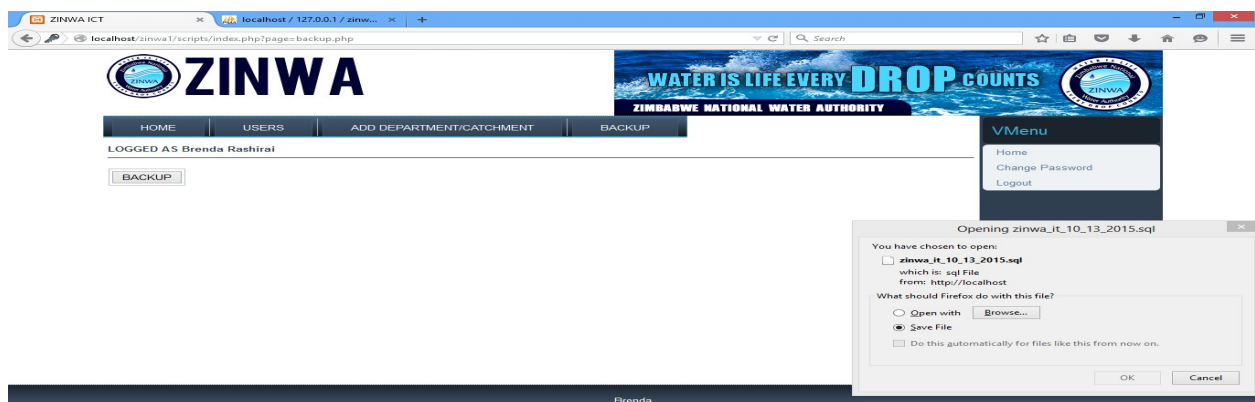 ZINWA ICT
localhost / 127.0.0.1 / zinw...
localhost/zinwa1/scripts/index.php?page=backup.php
Search
ZINWA
ZINWA
WATER IS LIFE EVERY DROP COUNTS
ZIMBABWE NATIONAL WATER AUTHORITY
ZINWA
HOME
USERS
ADD DEPARTMENT/CATCHMENT
BACKUP
VMenu
LOGGED AS Brenda Rashirai
Home
Change Password
Logout
BACKUP
Opening zinwa_it_10_13_2015.sql
You have chosen to open:
zinwa_it_10_13_2015.sql
which is: sql File
from: http://localhost
What should Firefox do with this file?
Open with Browse...
Save File
Do this automatically for files like this from now on.
OK Cancel
Brenda